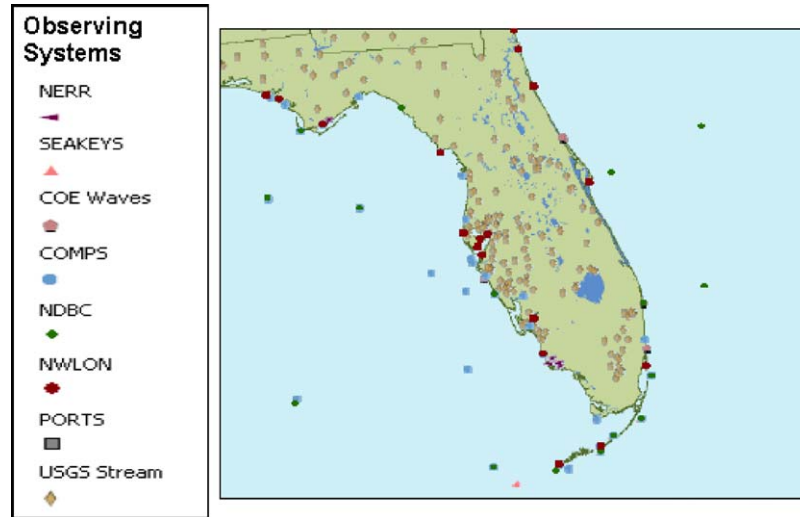 Observing
Systems
NERR
SEAKEYS
COE Waves
COMPS
NDBC
NWLON
PORTS
USGS Stream